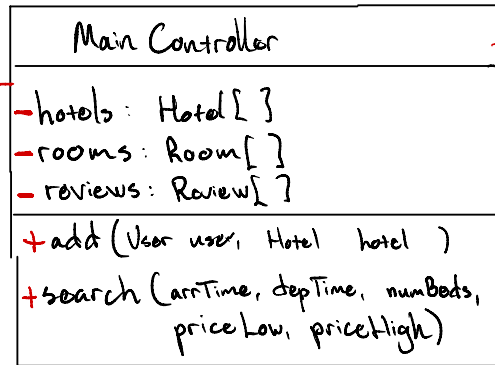 Main Controller
- hotels: Hotel[ ]
- rooms: Room[ ]
- reviews: Review[ ]
+ add (User user, Hotel hotel )
+ search (arrTime, depTime, numBeds,
priceLow, priceHigh)